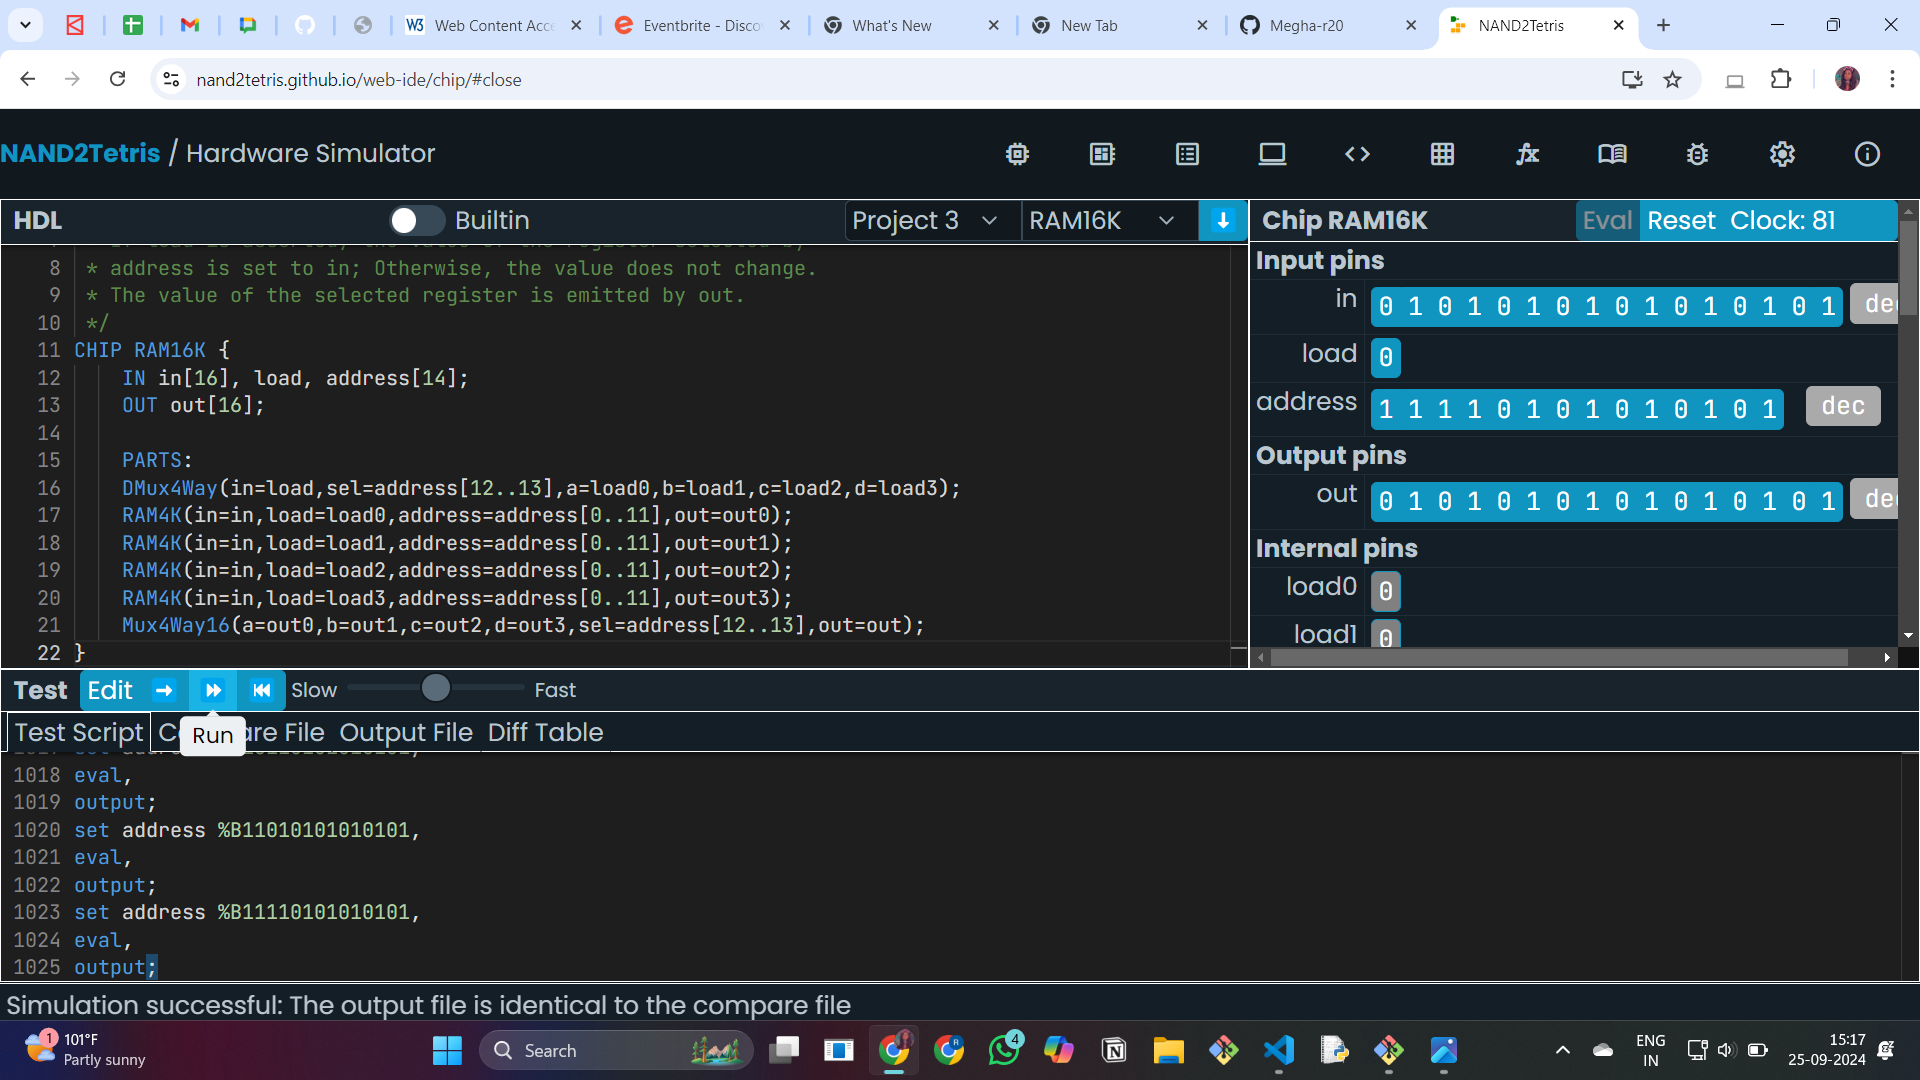 Web Content Acce
Eventbrite - Disco
What's New
New Tab
Megha-r20
NAND2Tetris
nand2tetris.github.io/web-ide/chip/#close
NAND2Tetris / Hardware Simulator
HDL
Builtin
Project 3
RAM16K
Chip RAM16K
Eval
Reset
Clock: 81
8 * address is set to in; Otherwise, the value does not change.
9 * The value of the selected register is emitted by out.
10 */
11 CHIP RAM16K {
12 IN in[16], load, address[14];
13 OUT out[16];
14
15 PARTS:
16 DMux4Way(in=load,sel=address[12..13],a=load0,b=load1,c=load2,d=load3);
17 RAM4K(in=in,load=load0,address=address[0..11],out=out0);
18 RAM4K(in=in,load=load1,address=address[0..11],out=out1);
19 RAM4K(in=in,load=load2,address=address[0..11],out=out2);
20 RAM4K(in=in,load=load3,address=address[0..11],out=out3);
21 Mux4Way16(a=out0,b=out1,c=out2,d=out3,sel=address[12..13],out=out);
22 }
Input pins
in 0 1 0 1 0 1 0 1 0 1 0 1 0 1 0 1 dec
load 0
address 1 1 1 1 0 1 0 1 0 1 0 1 0 1 dec
Output pins
out 0 1 0 1 0 1 0 1 0 1 0 1 0 1 0 1 dec
Internal pins
load0 0
load1 0
Test Edit Slow Fast
Test Script
Run
File
Output File
Diff Table
1018 eval,
1019 output;
1020 set address %B11010101010101,
1021 eval,
1022 output;
1023 set address %B11110101010101,
1024 eval,
1025 output;
Simulation successful: The output file is identical to the compare file
1
101°F
Partly sunny
Search
4
ENG
IN
15:17
25-09-2024